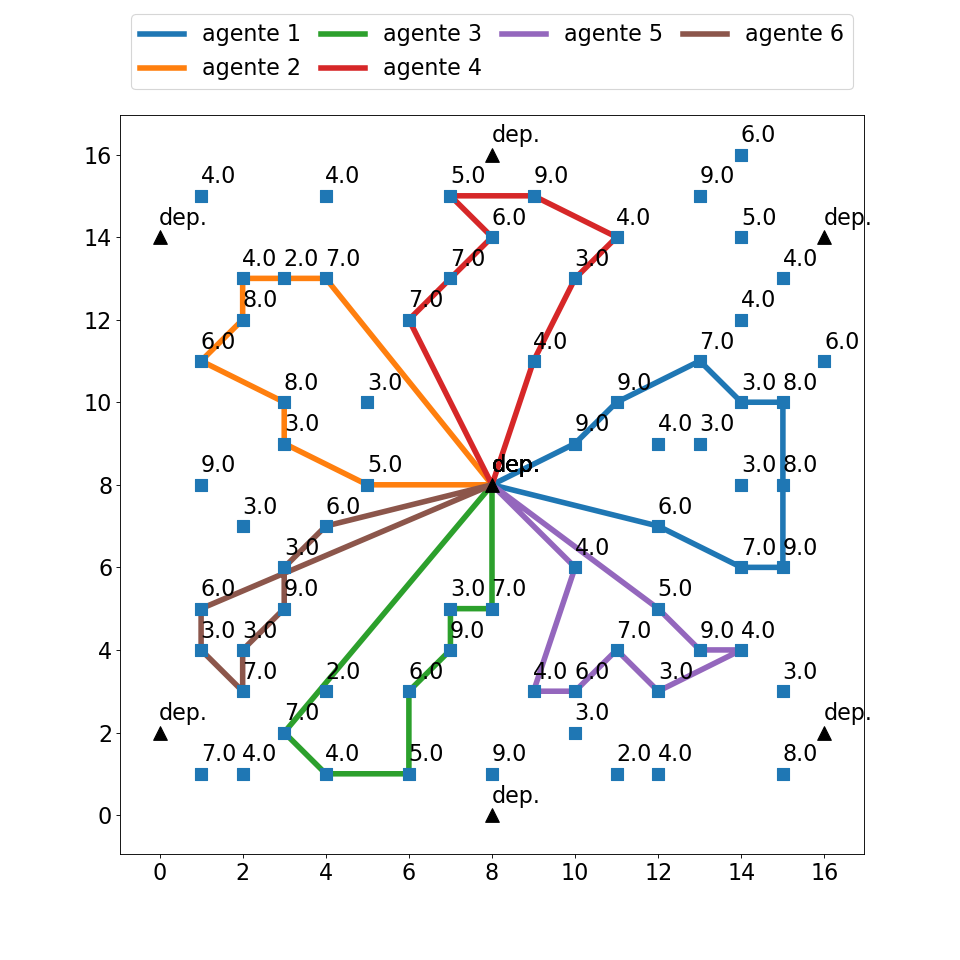 agente 1 agente 3 agente 5 agente 6
agente 2 agente 4
6.0
dep.
16
4.0 4.0 5.0 9.0 9.0
dep. 6.0 4.0 5.0 dep.
14
4.0 2.0 7.0 7.0 3.0 4.0
8.0 7.0 4.0
12
6.0 4.0 7.0 6.0
8.0 3.0 9.0 3.0 8.0
10
3.0 9.0 4.0 3.0
9.0 5.0 dep. 3.0 8.0
8
3.0 6.0 6.0
3.0 4.0 7.0 9.0
6
6.0 9.0 3.0 7.0 5.0
3.0 3.0 9.0 7.0 9.0 4.0
4
7.0 2.0 6.0 4.0 6.0 3.0 3.0
dep. 7.0 3.0 dep.
2
7.0 4.0 4.0 5.0 9.0 2.0 4.0 8.0
dep.
0
0 2 4 6 8 10 12 14 16